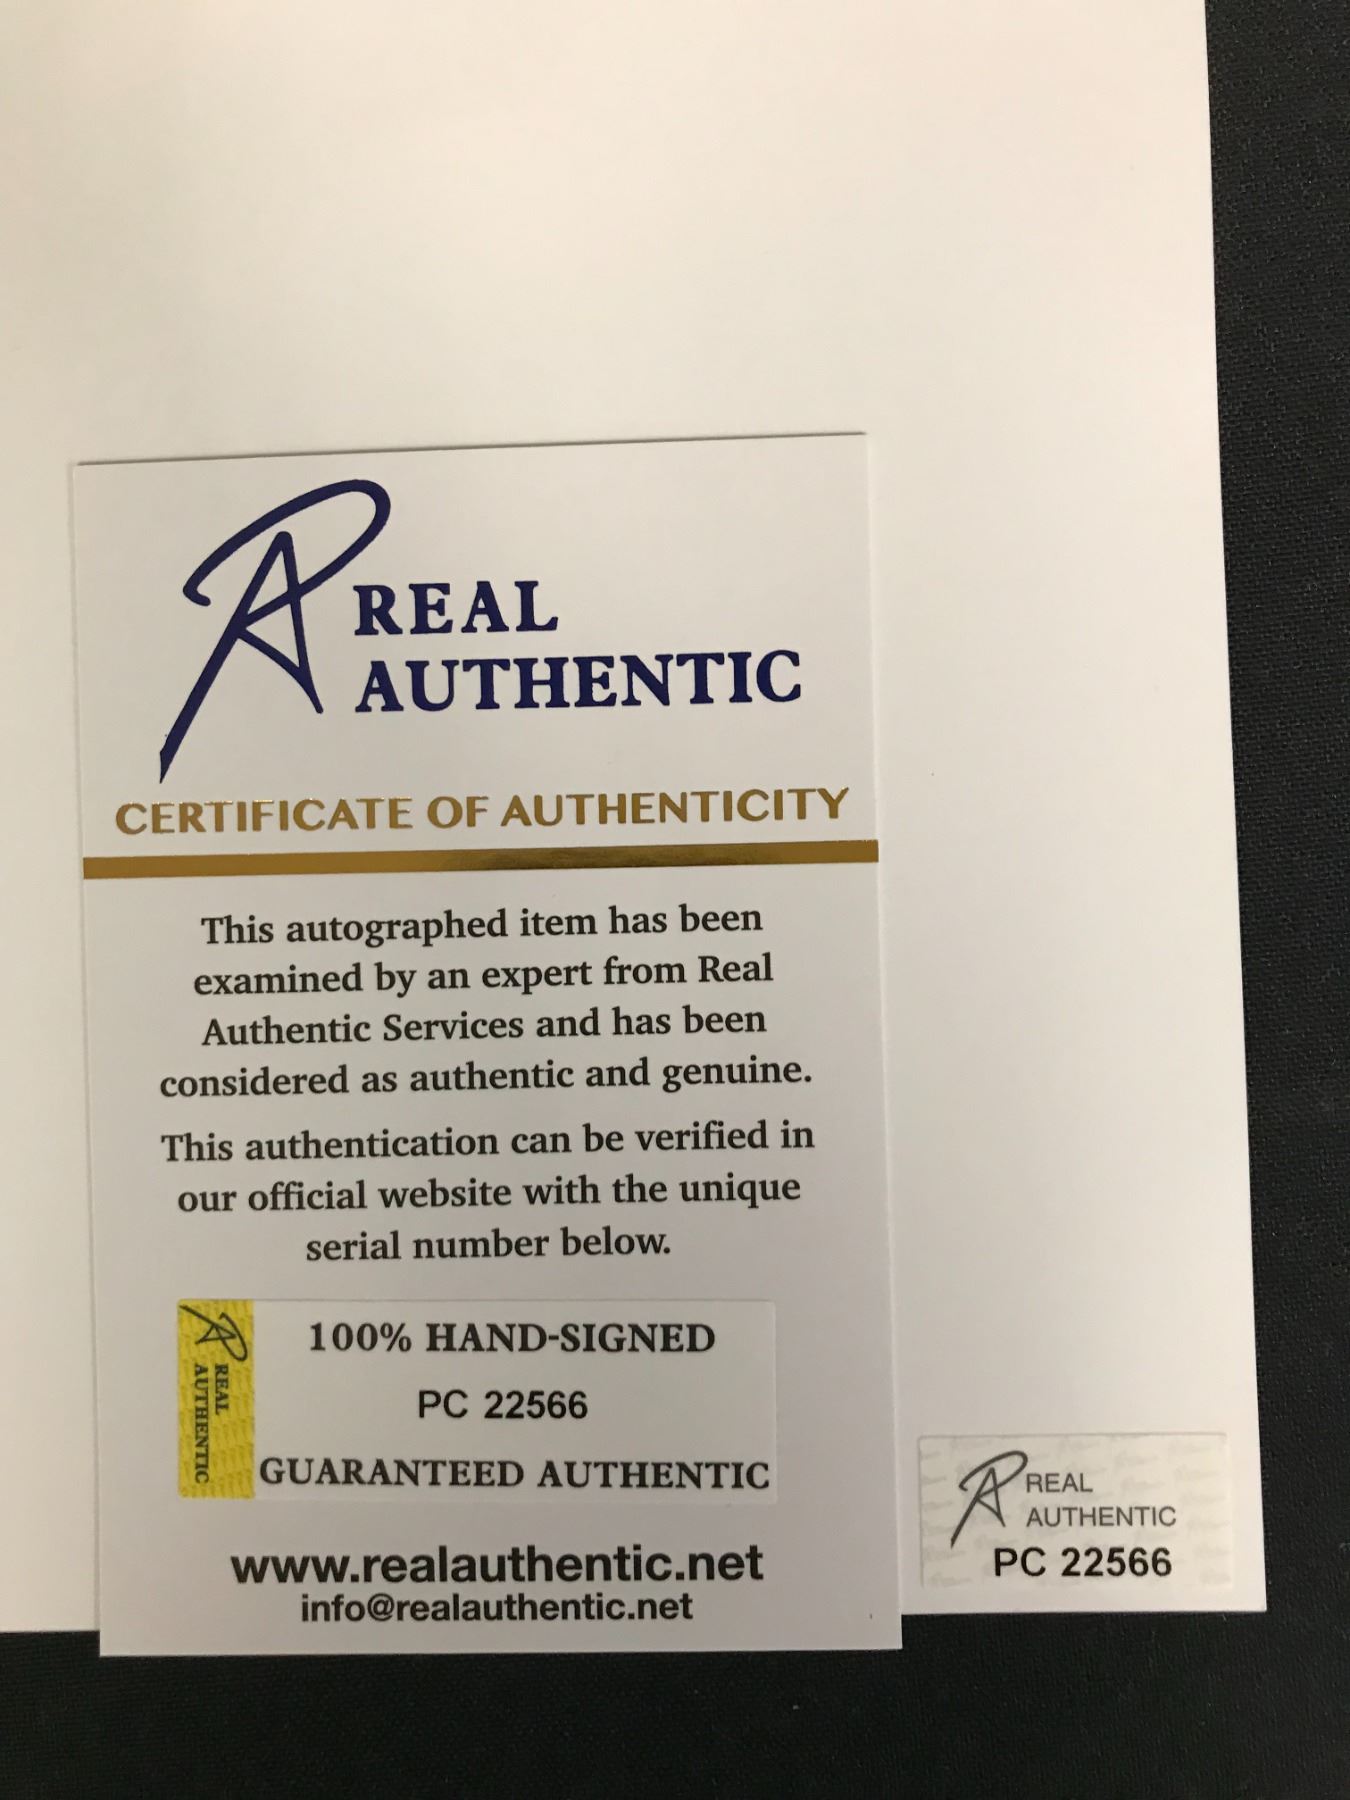 REAL
AUTHENTIC
CERTIFICATE OF AUTHENTICITY
This autographed item has been
examined by an expert from Real
Authentic Services and has been
considered as authentic and genuine.
This authentication can be verified in
our official website with the unique
serial number below.
REAL
AUTHENTIC
100% HAND-SIGNED
PC 22566
GUARANTEED AUTHENTIC
www.realauthentic.net
info@realauthentic.net
REAL
AUTHENTIC
PC 22566